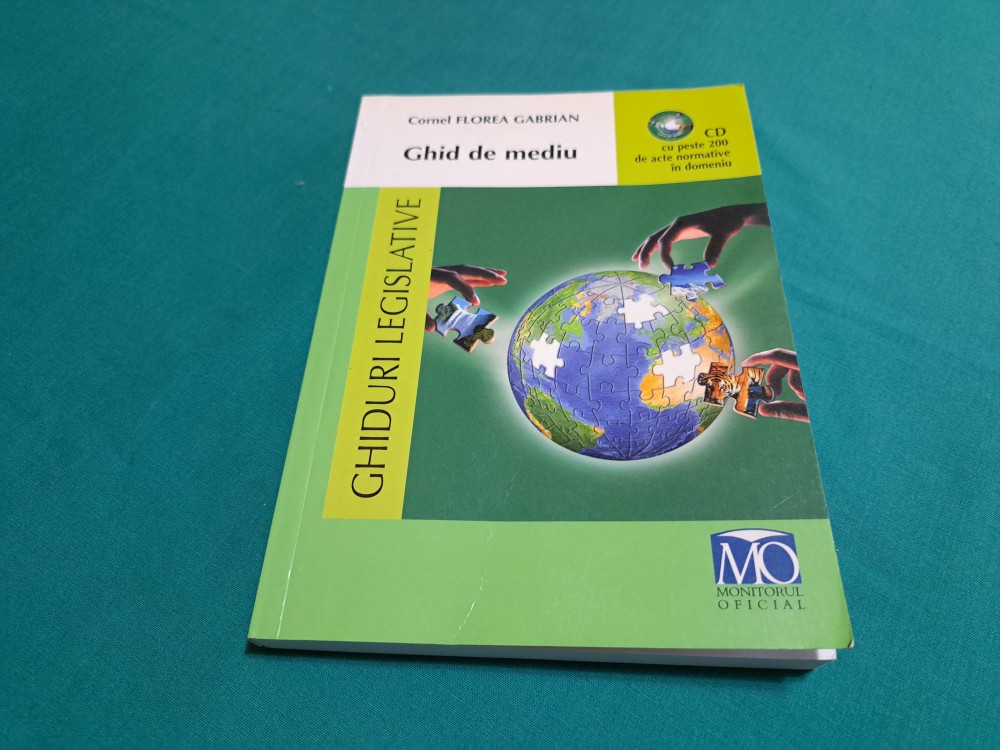 Cornel FLOREA GABRIAN
Ghid de mediu
CD
cu peste 200
de acte normative
în domeniu
GHIDURI LEGISLATIVE
MO
MONITORUL
OFICIAL